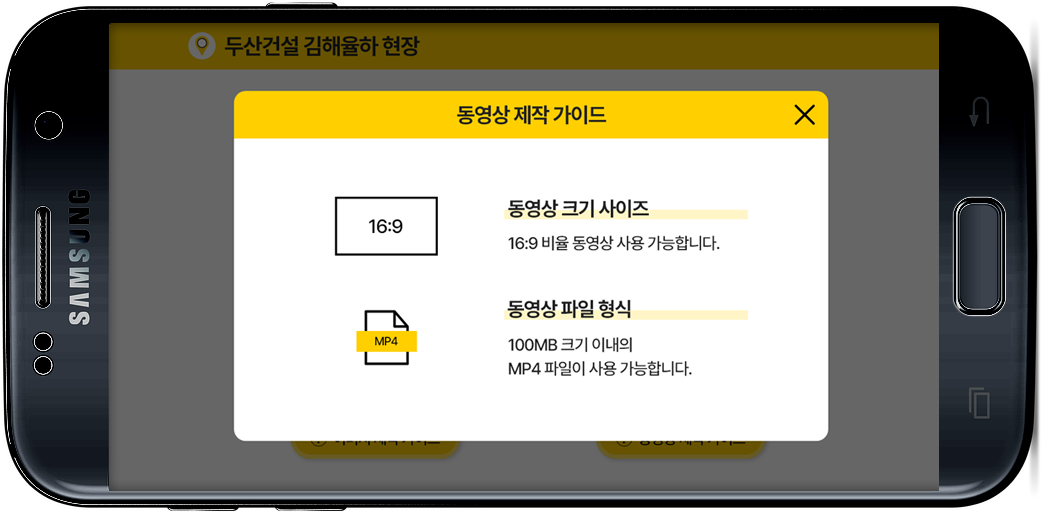 두산건설 김해율하 현장
동영상 제작 가이드
16:9
동영상 크기 사이즈
16:9 비율 동영상 사용 가능합니다.
동영상 파일 형식
MP4
100MB 크기 이내의
MP4 파일이 사용 가능합니다.
SAMSUNG